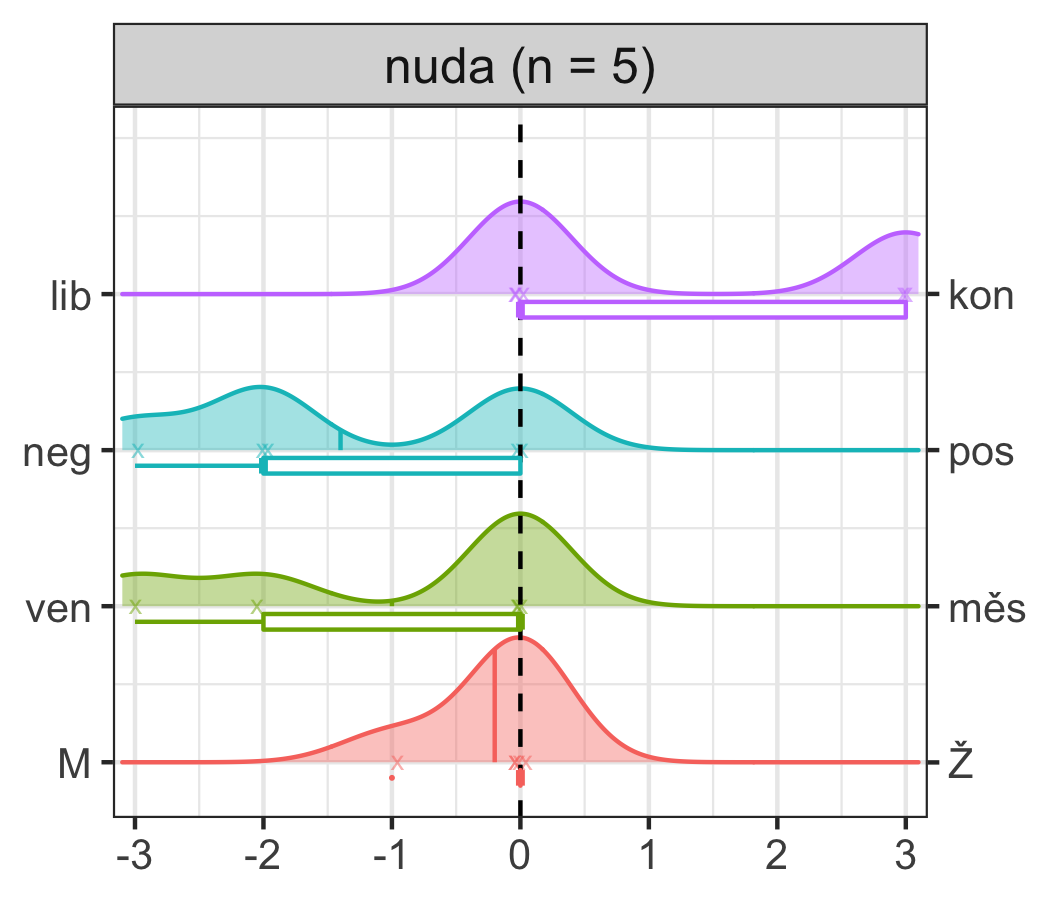 nuda (n = 5)
lib kon
neg pos
ven měs
M Ž
-3 -2 -1 0 1 2 3